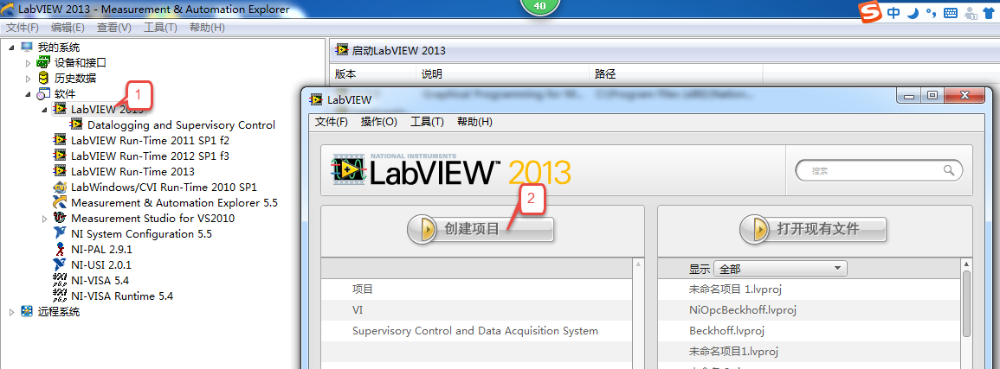 LabVIEW 2013 - Measurement & Automation Explorer
40
中
文件(F) 编辑(E) 查看(V) 工具(T) 帮助(H)
我的系统
设备和接口
历史数据
软件
LabVIEW 2013
1
Datalogging and Supervisory Control
LabVIEW Run-Time 2011 SP1 f2
LabVIEW Run-Time 2012 SP1 f3
LabVIEW Run-Time 2013
LabWindows/CVI Run-Time 2010 SP1
Measurement & Automation Explorer 5.5
Measurement Studio for VS2010
NI System Configuration 5.5
NI-PAL 2.9.1
NI-USI 2.0.1
NI-VISA 5.4
NI-VISA Runtime 5.4
远程系统
启动LabVIEW 2013
版本 说明 路径
LabVIEW
文件(F) 操作(O) 工具(T) 帮助(H)
NATIONAL INSTRUMENTS
LabVIEW™ 2013
搜索
2
创建项目
项目
VI
Supervisory Control and Data Acquisition System
打开现有文件
显示 全部
未命名项目 1.lvproj
NiOpcBeckhoff.lvproj
Beckhoff.lvproj
未命名项目1.lvproj